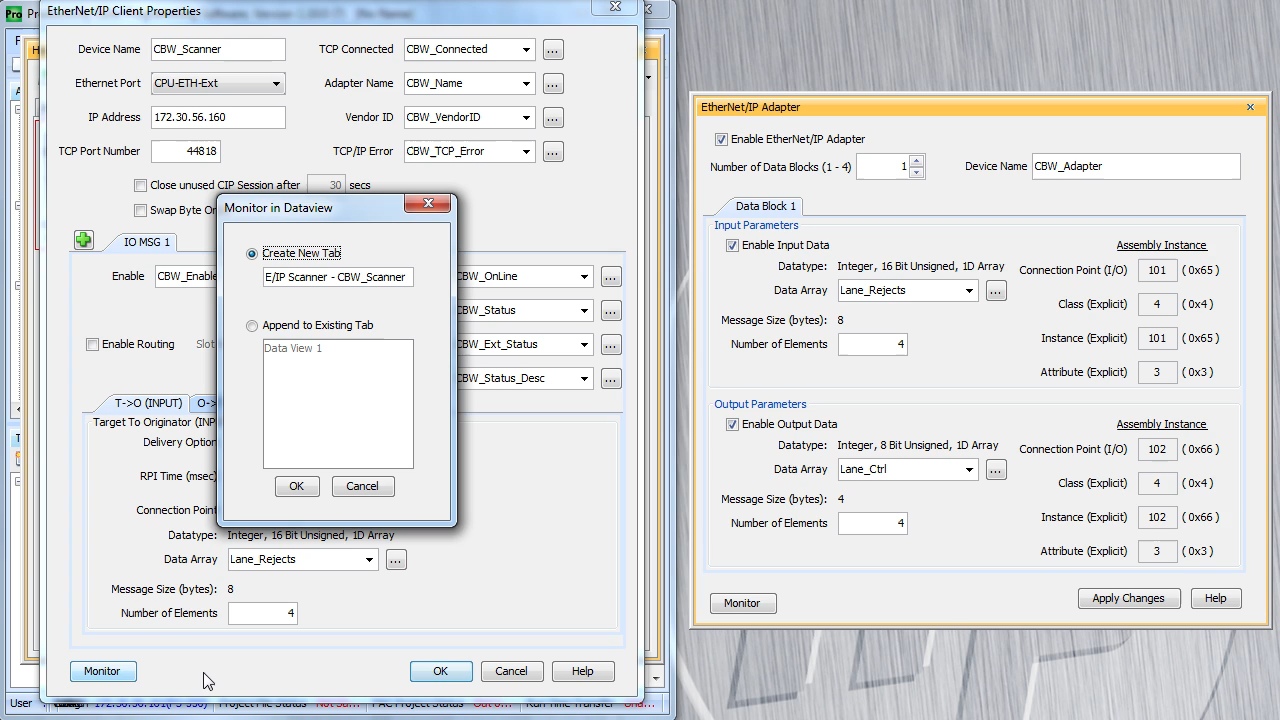 Pro
EtherNet/IP Client Properties
Device Name CBW_Scanner TCP Connected CBW_Connected ...
Ethernet Port CPU-ETH-Ext Adapter Name CBW_Name ...
IP Address 172.30.56.160 Vendor ID CBW_VendorID ...
TCP Port Number 44818 TCP/IP Error CBW_TCP_Error ...
Close unused CIP Session after 30 secs
Swap Byte Or
IO MSG 1
Enable CBW_Enable CBW_OnLine ...
CBW_Status ...
Enable Routing Slot CBW_Ext_Status ...
CBW_Status_Desc ...
T->O (INPUT) O->
Target To Originator (INP
Delivery Option
RPI Time (msec)
Connection Point
Datatype: Integer, 16 Bit Unsigned, 1D Array
Data Array Lane_Rejects ...
Message Size (bytes): 8
Number of Elements 4
Monitor OK Cancel Help
User
Monitor in Dataview
Create New Tab
E/IP Scanner - CBW_Scanner
Append to Existing Tab
Data View 1
OK Cancel
EtherNet/IP Adapter
Enable EtherNet/IP Adapter
Number of Data Blocks (1 - 4) 1 Device Name CBW_Adapter
Data Block 1
Input Parameters
Enable Input Data Assembly Instance
Datatype: Integer, 16 Bit Unsigned, 1D Array Connection Point (I/O) 101 ( 0x65 )
Data Array Lane_Rejects ... Class (Explicit) 4 ( 0x4 )
Message Size (bytes): 8 Instance (Explicit) 101 ( 0x65 )
Number of Elements 4 Attribute (Explicit) 3 ( 0x3 )
Output Parameters
Enable Output Data Assembly Instance
Datatype: Integer, 8 Bit Unsigned, 1D Array Connection Point (I/O) 102 ( 0x66 )
Data Array Lane_Ctrl ... Class (Explicit) 4 ( 0x4 )
Message Size (bytes): 4 Instance (Explicit) 102 ( 0x66 )
Number of Elements 4 Attribute (Explicit) 3 ( 0x3 )
Monitor Apply Changes Help